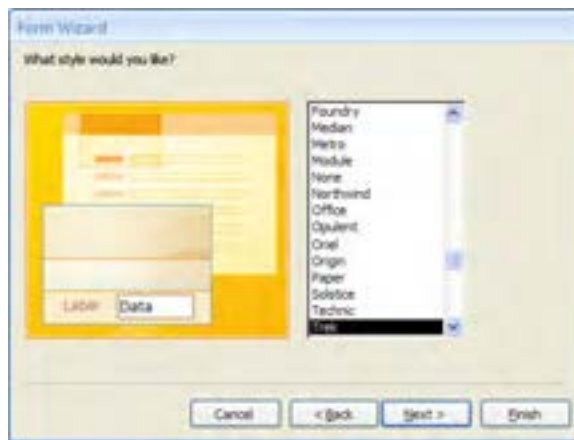 Form Wizard
What style would you like?
Foundry
Median
Metro
Module
None
Northwind
Office
Opulent
Oriel
Origin
Paper
Solstice
Technic
Trek
Label Data
Cancel < Back Next > Finish